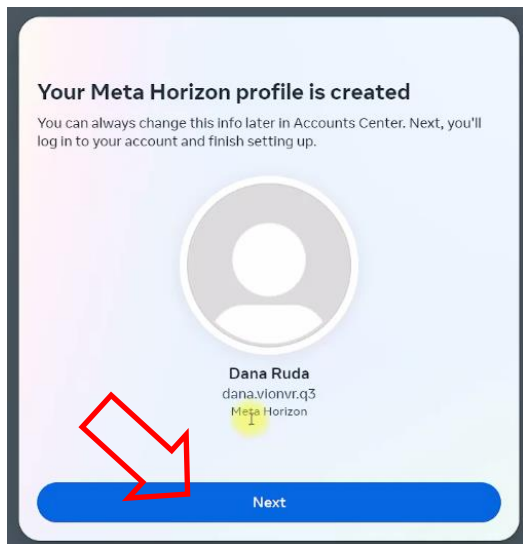 Your Meta Horizon profile is created
You can always change this info later in Accounts Center. Next, you'll
log in to your account and finish setting up.
Dana Ruda
dana.vionvr.q3
Meta Horizon
Next